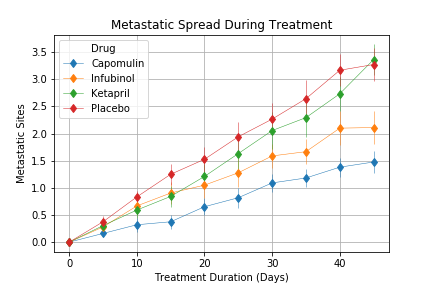 Metastatic Spread During Treatment
Drug
Capomulin
Infubinol
Ketapril
Placebo
Metastatic Sites
3.5
3.0
2.5
2.0
1.5
1.0
0.5
0.0
0
10
20
30
40
Treatment Duration (Days)